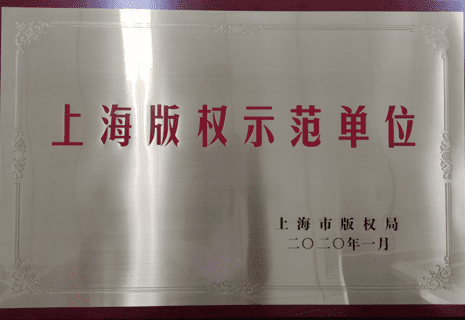 上海版权示范单位
上海市版权局
二〇二〇年一月